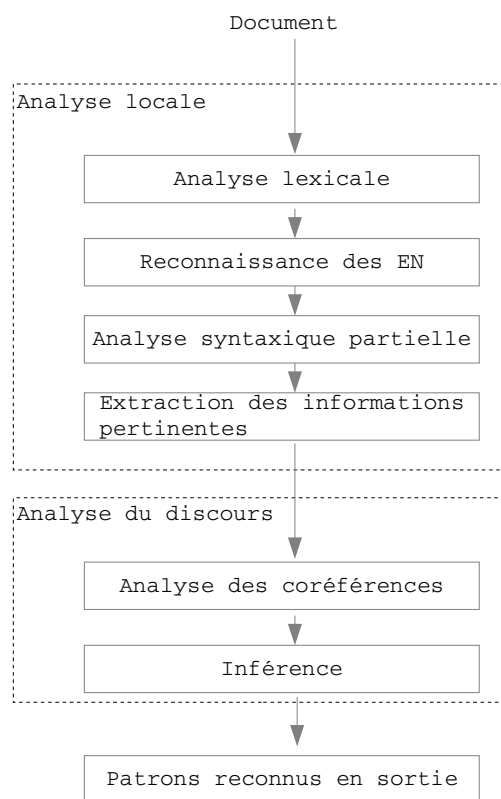 Document
Analyse locale
Analyse lexicale
Reconnaissance des EN
Analyse syntaxique partielle
Extraction des informations
pertinentes
Analyse du discours
Analyse des coréférences
Inférence
Patrons reconnus en sortie